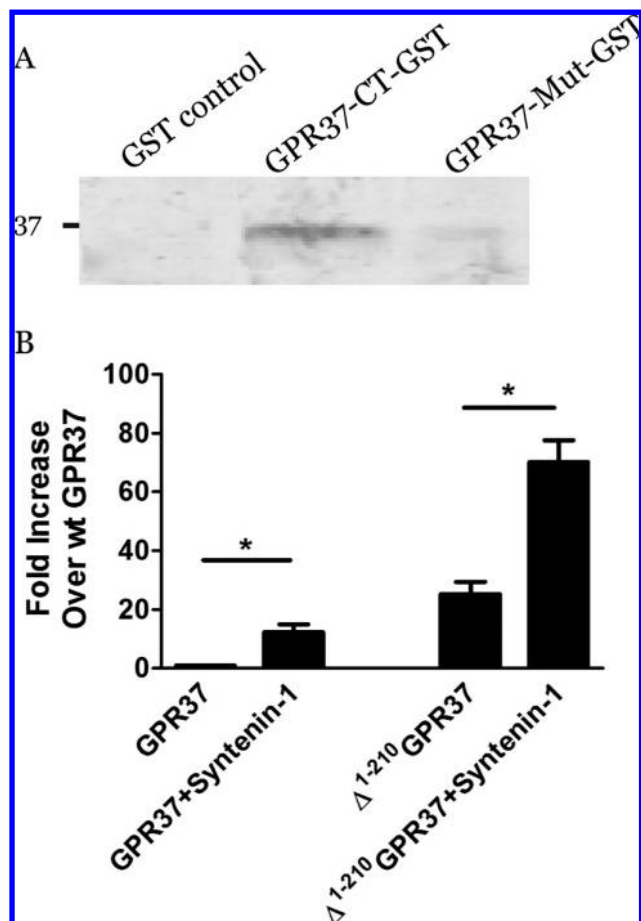 A
GST control
GPR37-CT-GST
GPR37-Mut-GST
37
B
Fold Increase
Over wt GPR37
100
80
60
40
20
0
*
*
GPR37
GPR37+Syntenin-1
Δ1-210 GPR37
Δ1-210 GPR37+Syntenin-1